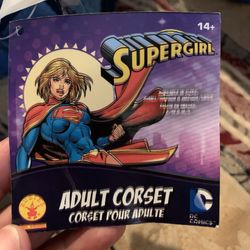 14+
SUPERGIRL
ADULT CORSET
CORSET POUR ADULTE
DC
COMICS